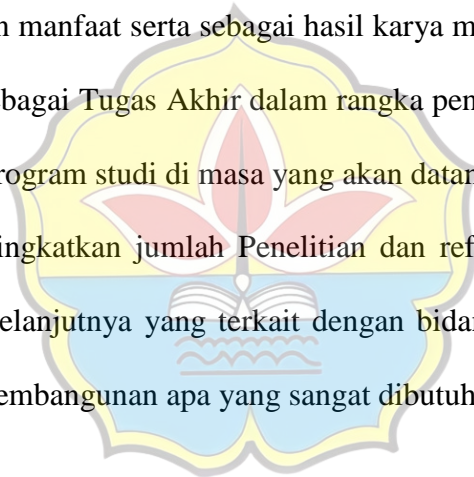 manfaat serta sebagai hasil karya
bagai Tugas Akhir dalam rangka
rogram studi di masa yang akan datan
ingkatkan jumlah Penelitian dan ref
elanjutnya yang terkait dengan bidan
embangunan apa yang sangat dibutuh